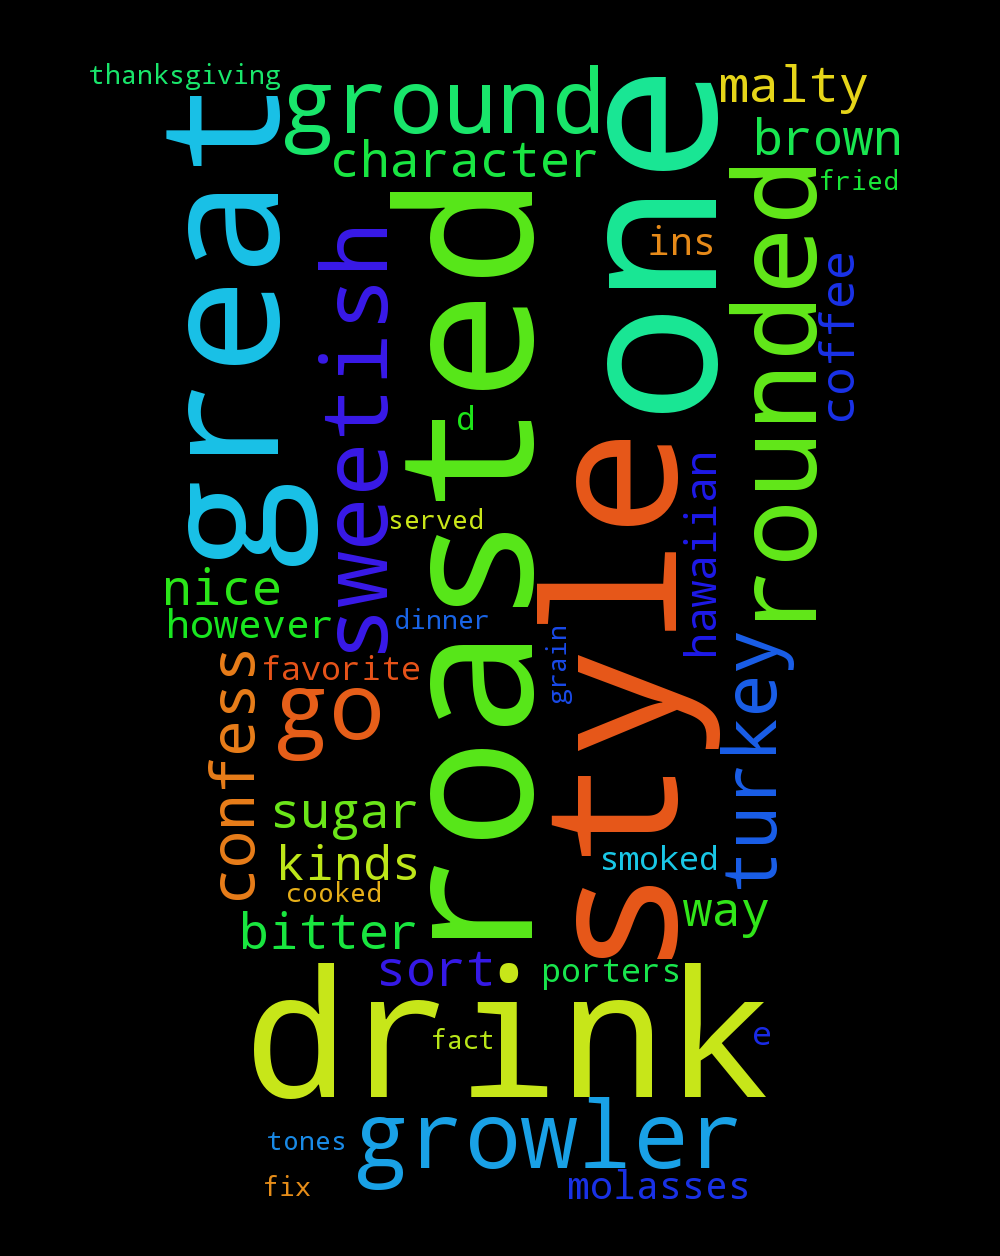 thanksgiving
ground
malty
great
character
brown
one
rounded
fried
roasted
sweetish
ins
coffee
d
style
hawaiian
served
nice
however
dinner
grain
turkey
confess
favorite
go
sugar
kinds
smoked
cooked
way
bitter
sort
porters
drink
fact
e
growler
tones
molasses
fix